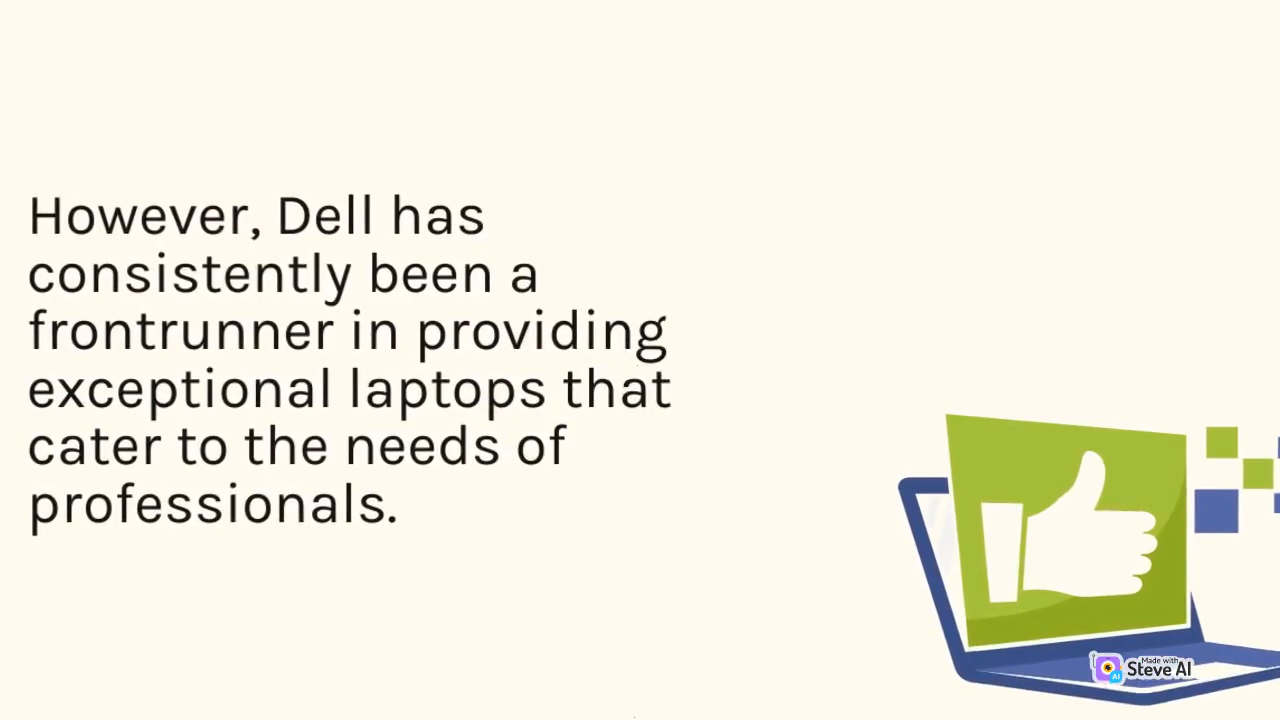 However, Dell has
consistently been a
frontrunner in providing
exceptional laptops that
cater to the needs of
professionals.
Made with
Steve AI
AI